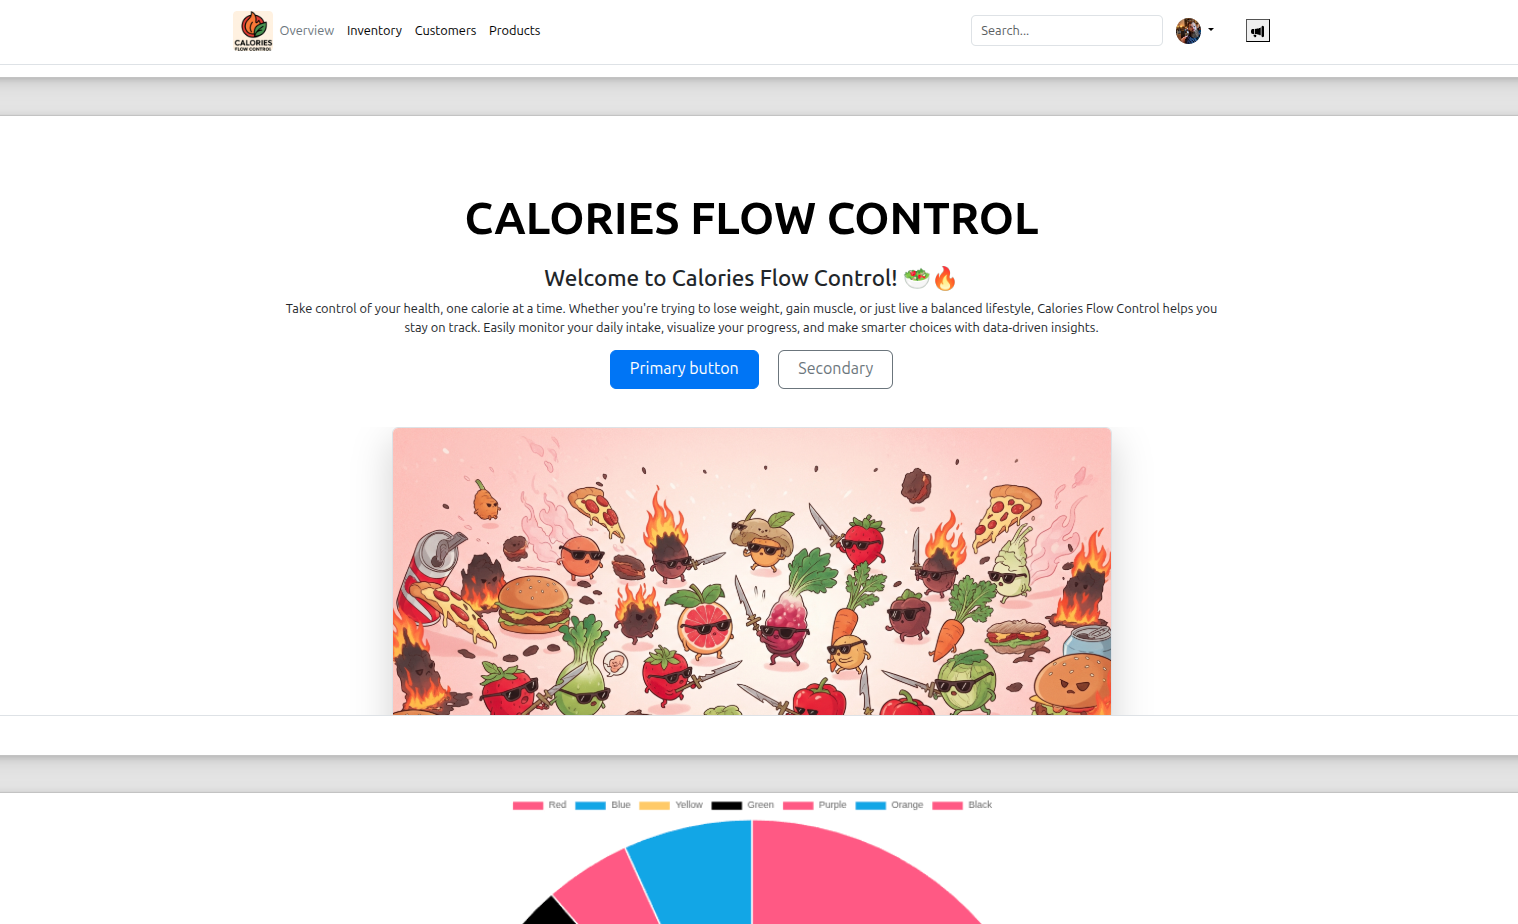 CALORIES
FLOW CONTROL
Overview Inventory Customers Products Search...
CALORIES FLOW CONTROL
Welcome to Calories Flow Control! 🥗🔥
Take control of your health, one calorie at a time. Whether you're trying to lose weight, gain muscle, or just live a balanced lifestyle, Calories Flow Control helps you
stay on track. Easily monitor your daily intake, visualize your progress, and make smarter choices with data-driven insights.
Primary button Secondary
Red Blue Yellow Green Purple Orange Black